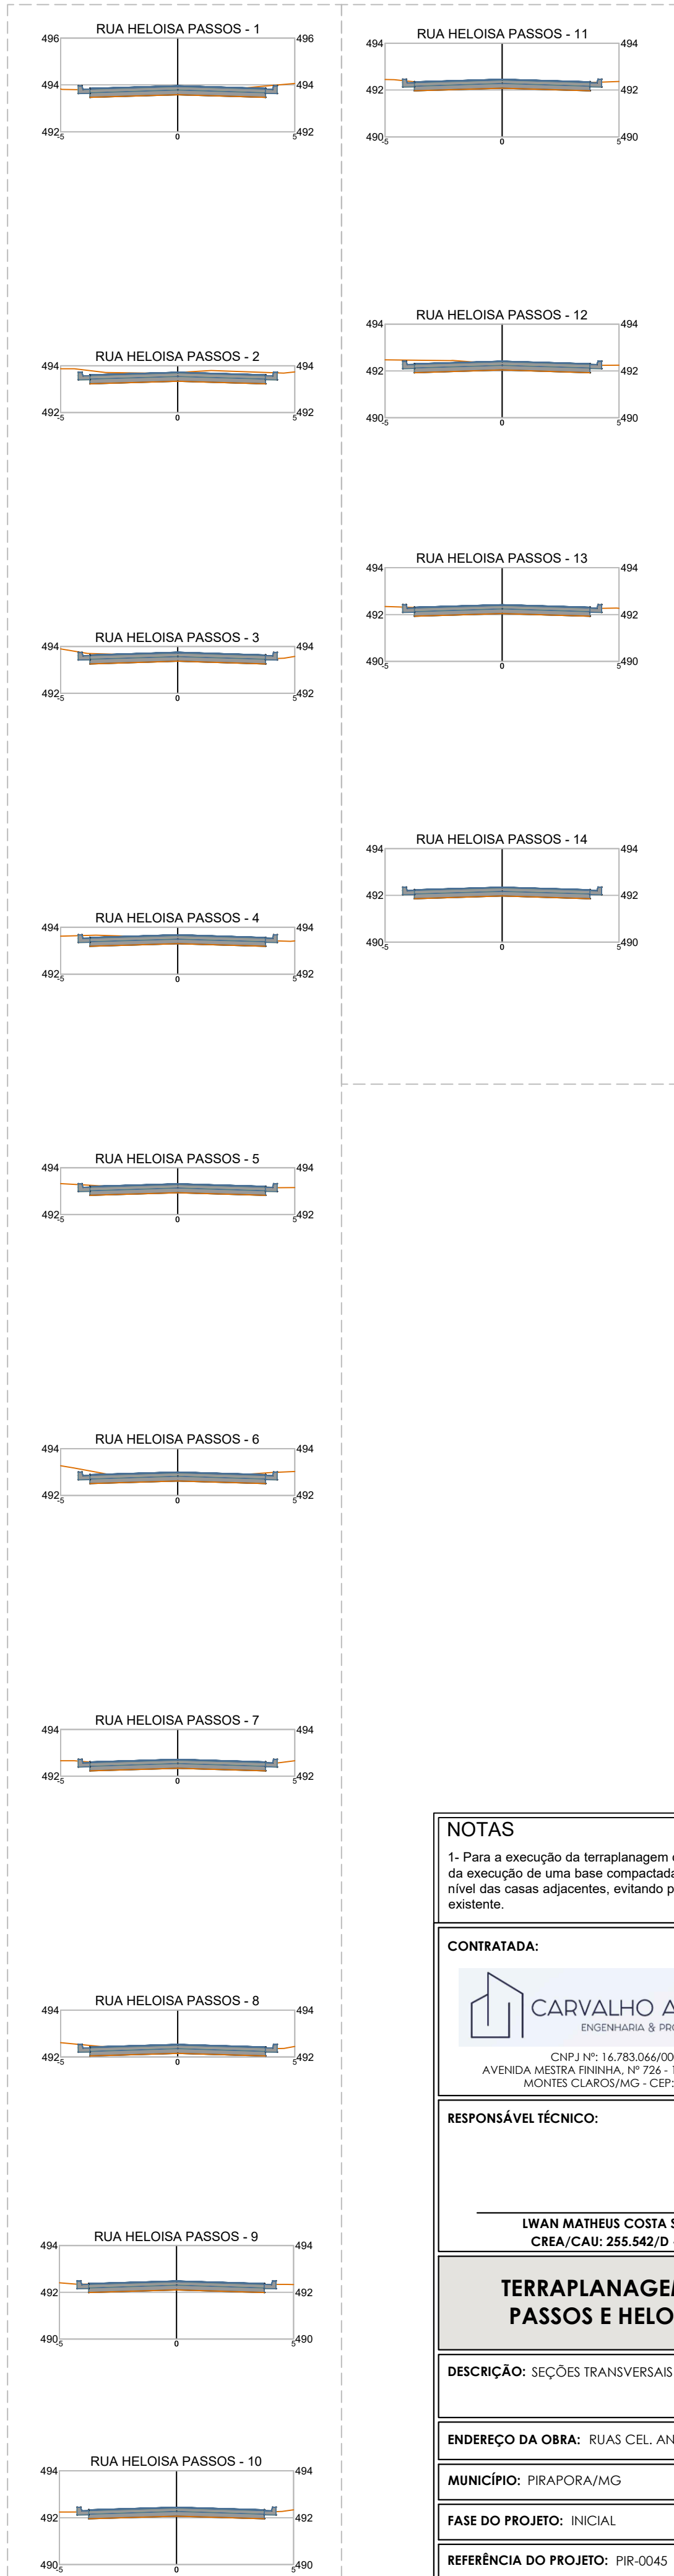 RUA HELOISA PASSOS - 1
496 496
494 494
492 492
-5 0 5
RUA HELOISA PASSOS - 2
494 494
492 492
-5 0 5
RUA HELOISA PASSOS - 3
494 494
492 492
-5 0 5
RUA HELOISA PASSOS - 4
494 494
492 492
-5 0 5
RUA HELOISA PASSOS - 5
494 494
492 492
-5 0 5
RUA HELOISA PASSOS - 6
494 494
492 492
-5 0 5
RUA HELOISA PASSOS - 7
494 494
492 492
-5 0 5
RUA HELOISA PASSOS - 8
494 494
492 492
-5 0 5
RUA HELOISA PASSOS - 9
494 494
492 492
490 490
-5 0 5
RUA HELOISA PASSOS - 10
494 494
492 492
490 490
-5 0 5
RUA HELOISA PASSOS - 11
494 494
492 492
490 490
-5 0 5
RUA HELOISA PASSOS - 12
494 494
492 492
490 490
-5 0 5
RUA HELOISA PASSOS - 13
494 494
492 492
490 490
-5 0 5
RUA HELOISA PASSOS - 14
494 494
492 492
490 490
-5 0 5
NOTAS
1- Para a execução da terraplanagem
da execução de uma base compactada
nível das casas adjacentes, evitando
existente.
CONTRATADA:
CARVALHO A
ENGENHARIA & PRO
CNPJ Nº: 16.783.066/00
AVENIDA MESTRA FININHA, Nº 726 -
MONTES CLAROS/MG - CEP:
RESPONSÁVEL TÉCNICO:
LWAN MATHEUS COSTA
CREA/CAU: 255.542/D
TERRAPLANAGEM
PASSOS E HELO
DESCRIÇÃO: SEÇÕES TRANSVERSAIS
ENDEREÇO DA OBRA: RUAS CEL. AN
MUNICÍPIO: PIRAPORA/MG
FASE DO PROJETO: INICIAL
REFERÊNCIA DO PROJETO: PIR-0045